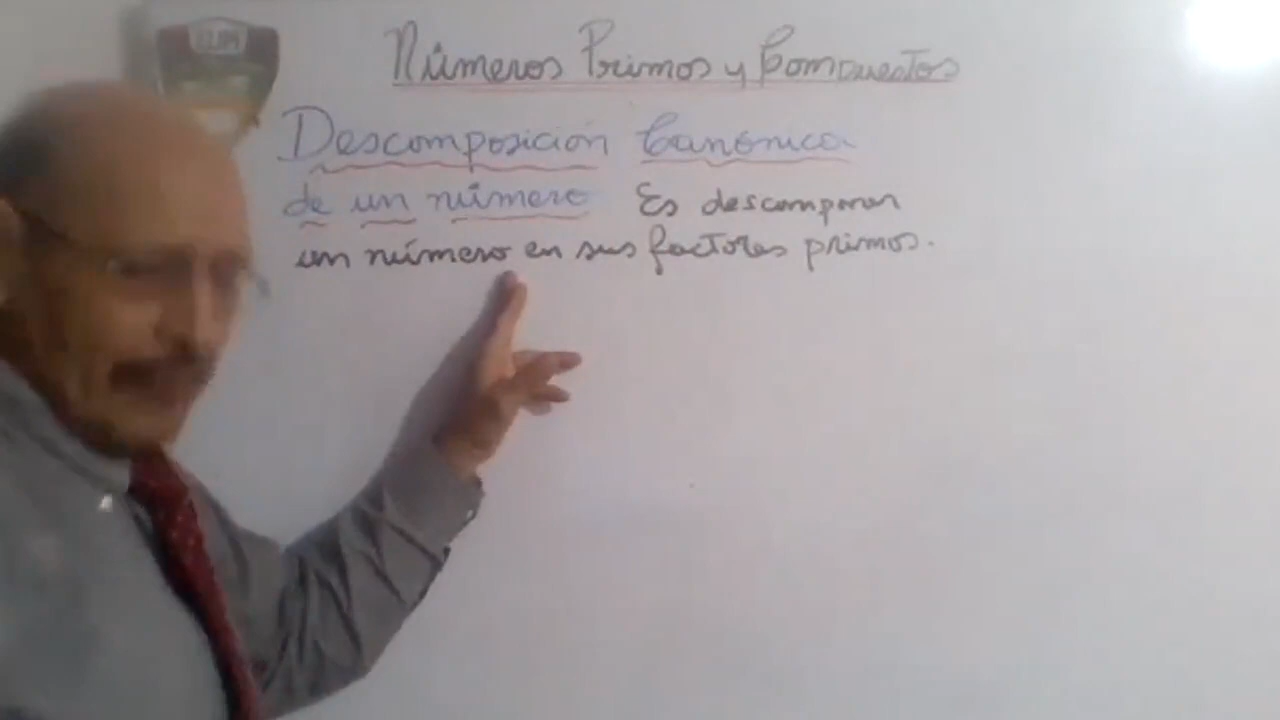 Números Primos y Compuestos
Descomposición Canónica
de un número Es descomponer
un número en sus factores primos.